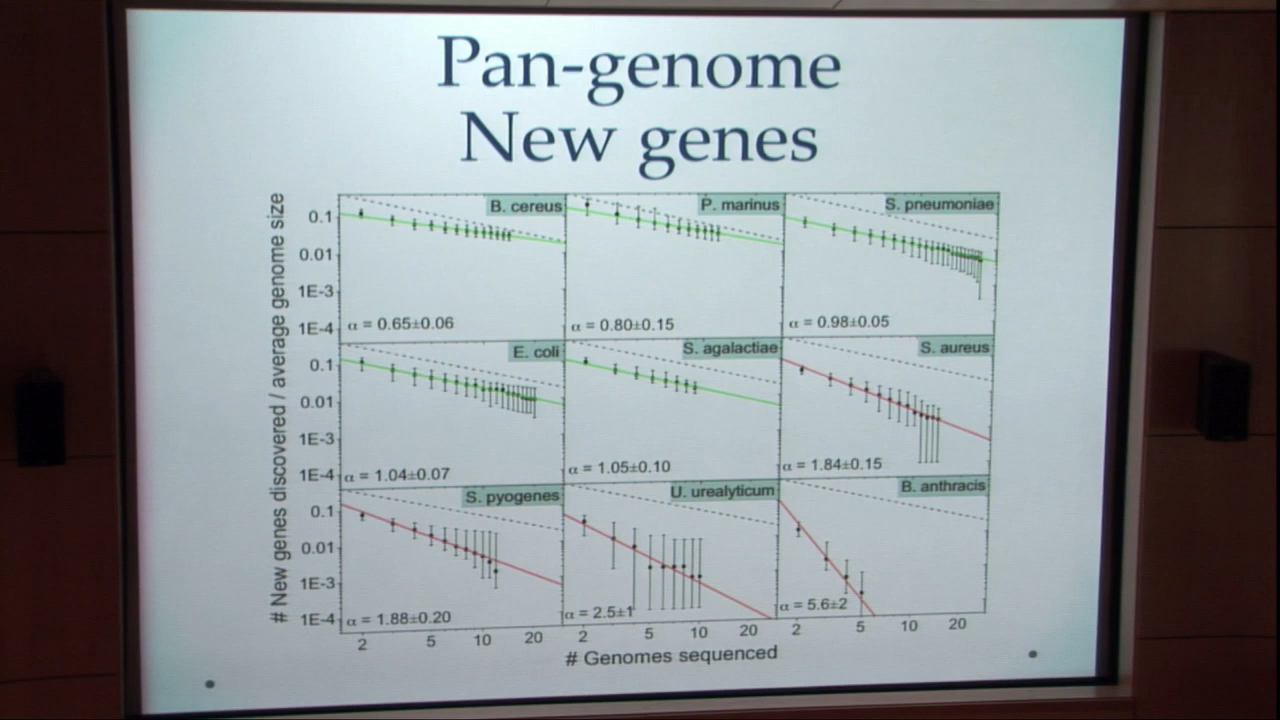 Pan-genome
New genes
# New genes discovered / average genome size
B. cereus
P. marinus
S. pneumoniae
0.1
0.01
1E-3
1E-4
α = 0.65±0.06
α = 0.80±0.15
α = 0.98±0.05
E. coli
S. agalactiae
S. aureus
0.1
0.01
1E-3
1E-4
α = 1.04±0.07
α = 1.05±0.10
α = 1.84±0.15
S. pyogenes
U. urealyticum
B. anthracis
0.1
0.01
1E-3
1E-4
α = 1.88±0.20
α = 2.5±1
α = 5.6±2
2 5 10 20
2 5 10 20
2 5 10 20
# Genomes sequenced